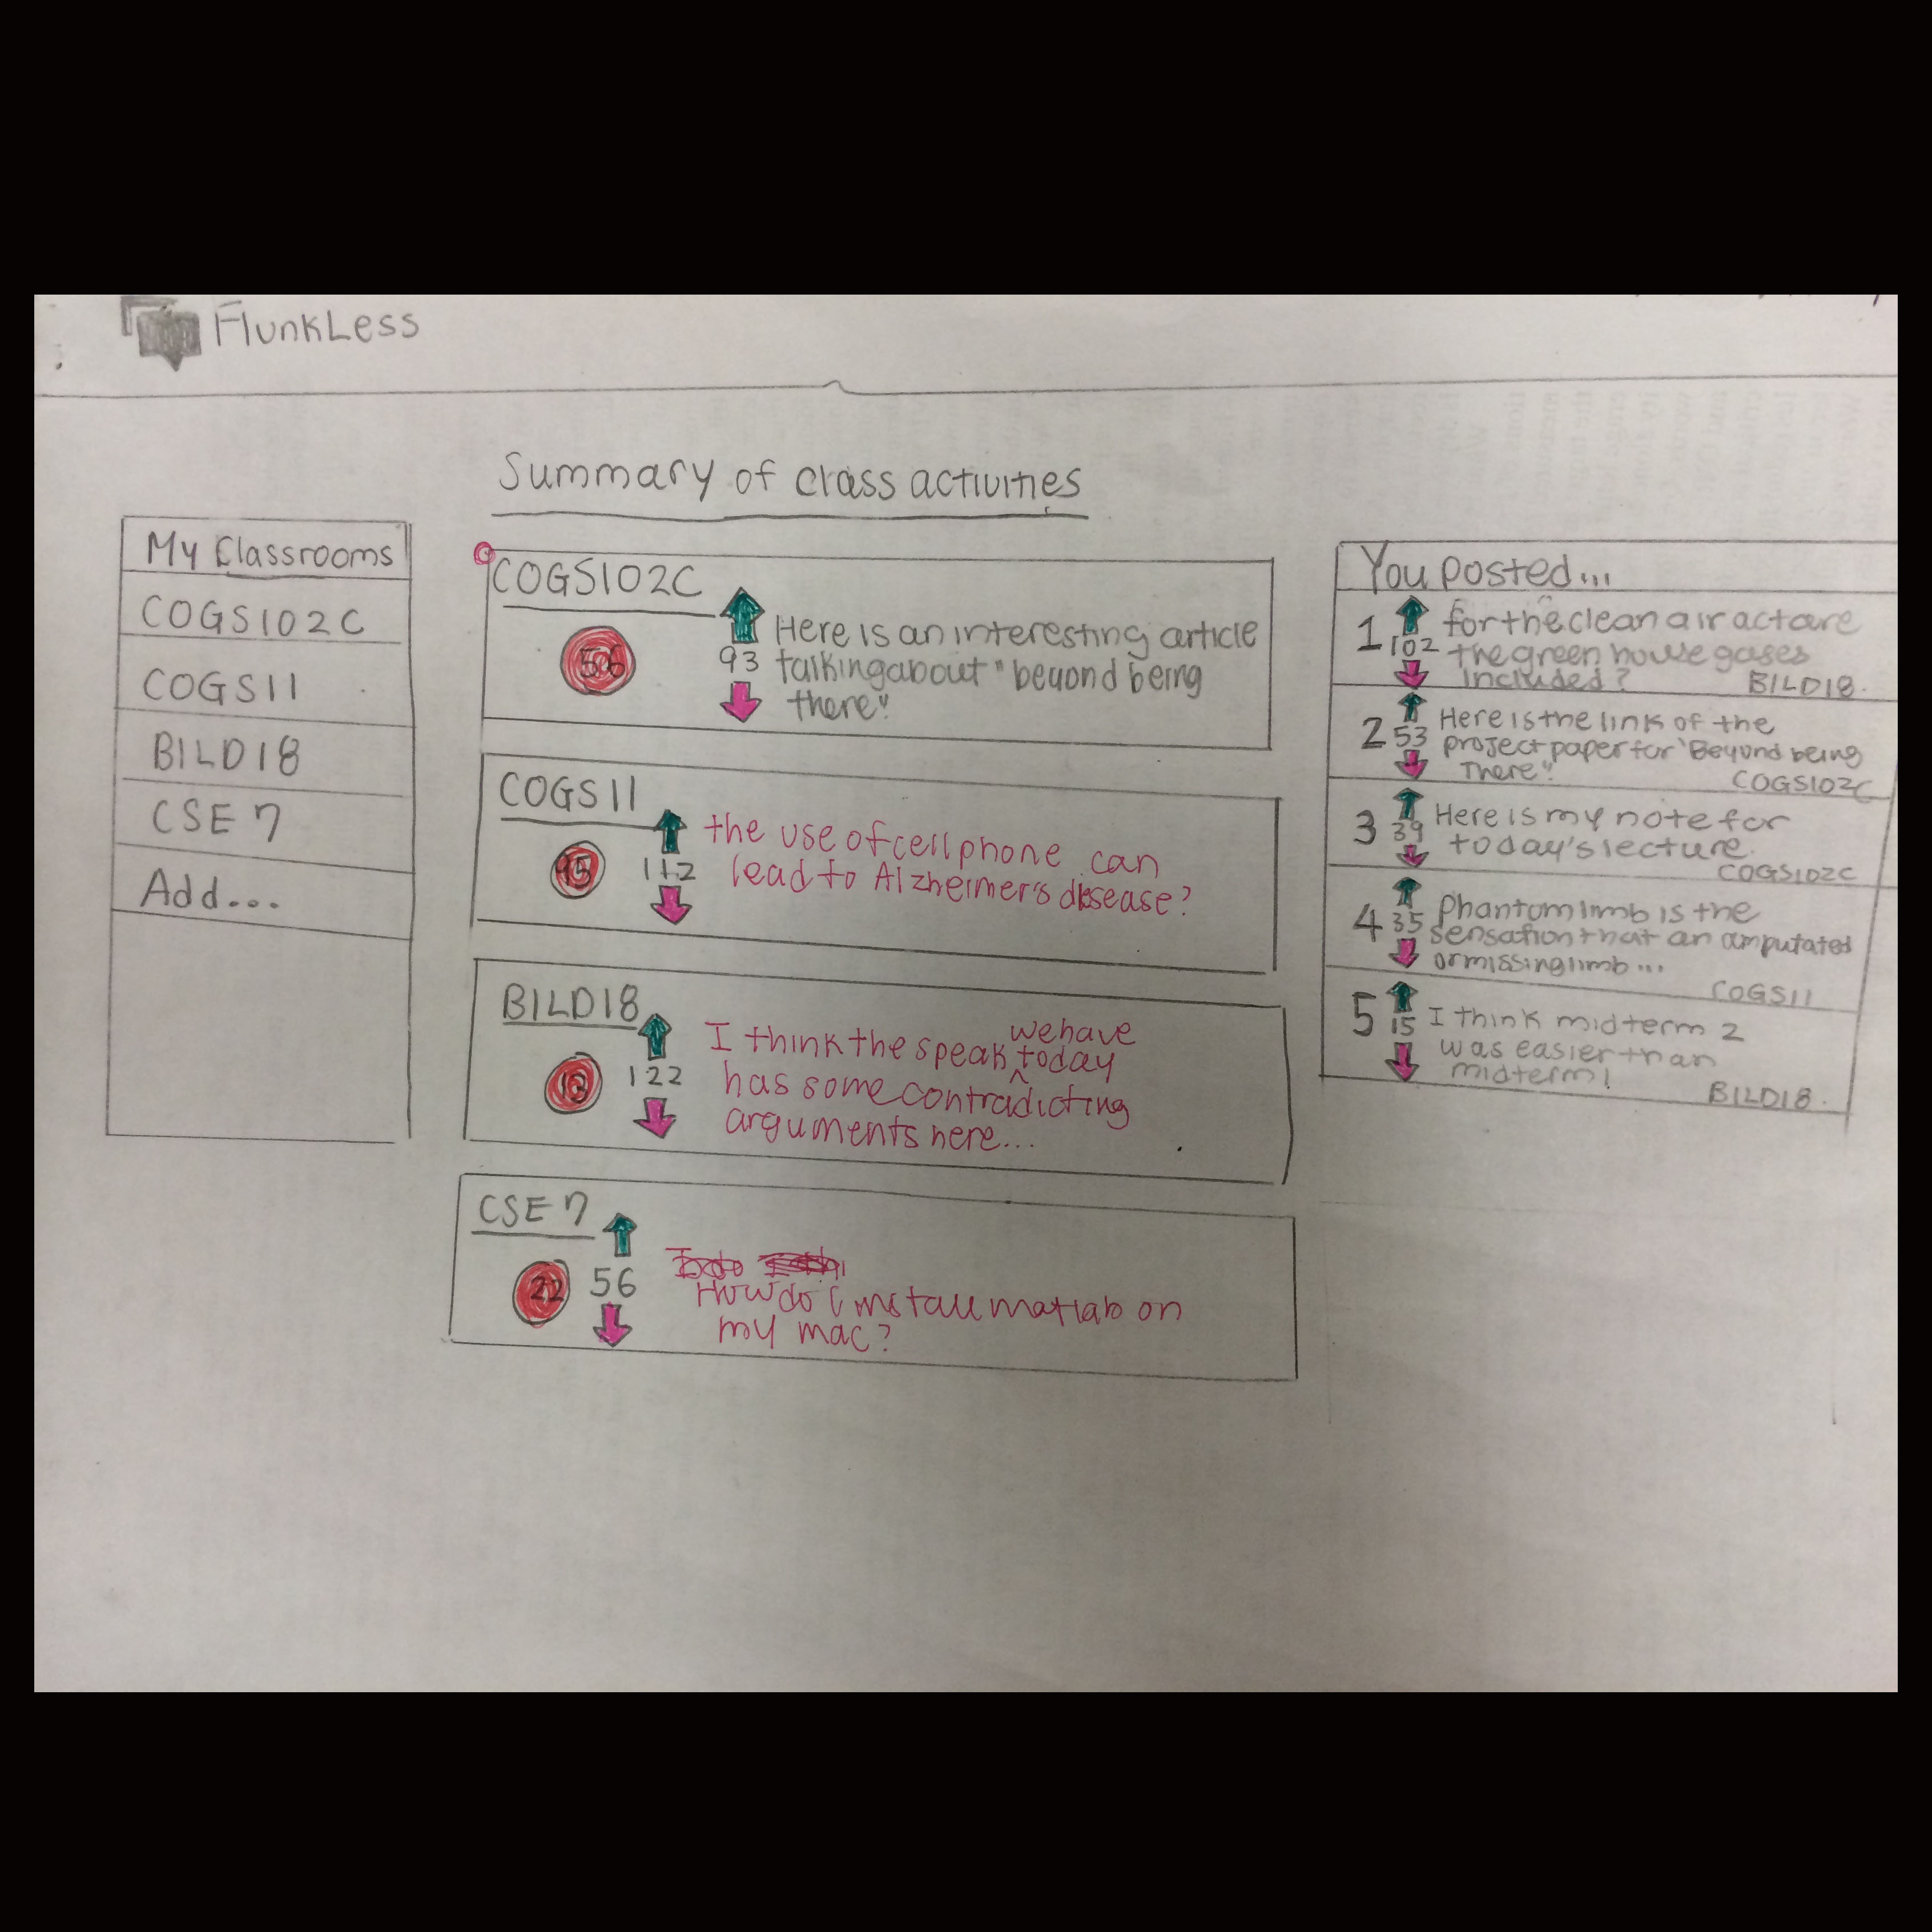 FlunkLess
Summary of class activities
My Classrooms
COGS102C
COGS11
BILD18
CSE 7
Add...
COGS102C
56
93
Here is an interesting article
talking about "beyond being
there"
COGS11
45
112
the use of cellphone can
lead to Alzheimer's disease?
BILD18
13
122
we have
I think the speak today
has some contradicting
arguments here...
CSE 7
22
56
How do I install matlab on
my mac?
You posted...
1
102
for the clean air act are
the green house gases
included?
BILD18.
2
53
Here is the link of the
project paper for "Beyond being
There"
COGS102C
3
39
Here is my note for
today's lecture.
COGS102C
4
35
Phantom limb is the
sensation that an amputated
or missing limb...
COGS11
5
15
I think midterm 2
was easier than
midterm 1
BILD18.